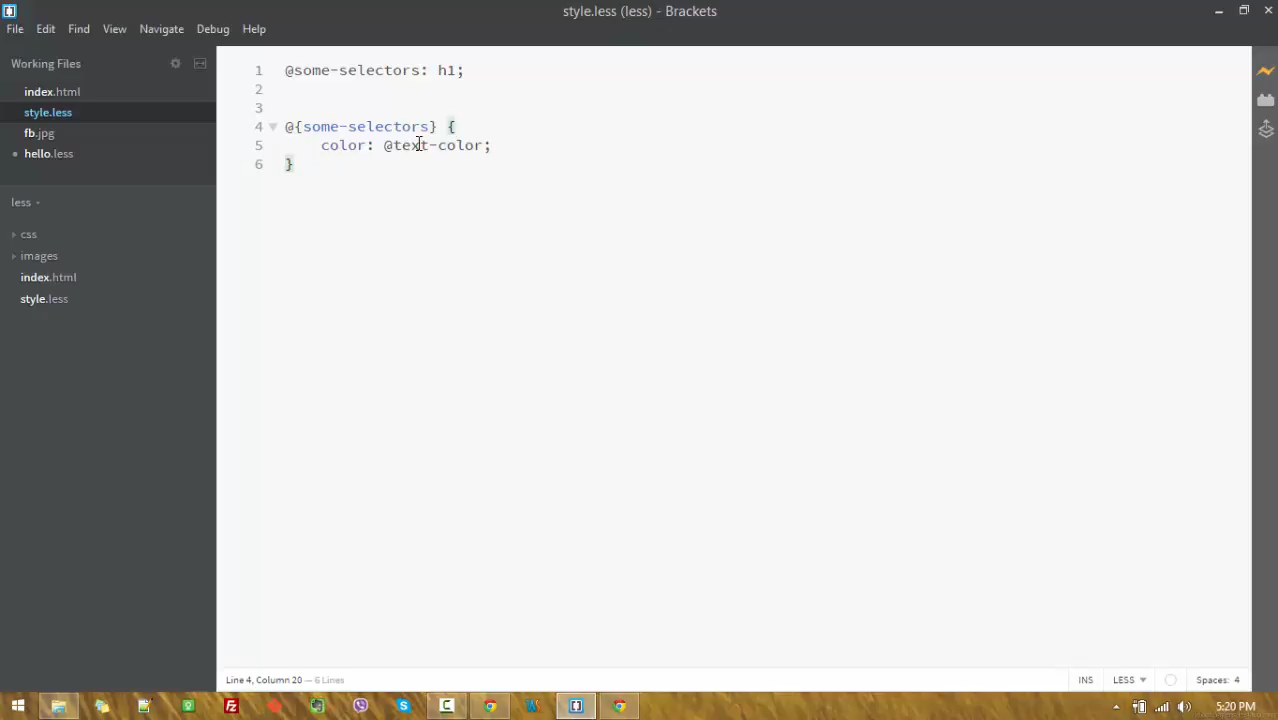 style.less (less) - Brackets
File Edit Find View Navigate Debug Help
Working Files
index.html
style.less
fb.jpg
hello.less
less
css
images
index.html
style.less
1 @some-selectors: h1;
2
3
4 @{some-selectors} {
5 color: @text-color;
6 }
Line 4, Column 20 — 6 Lines
INS LESS Spaces: 4
5:20 PM